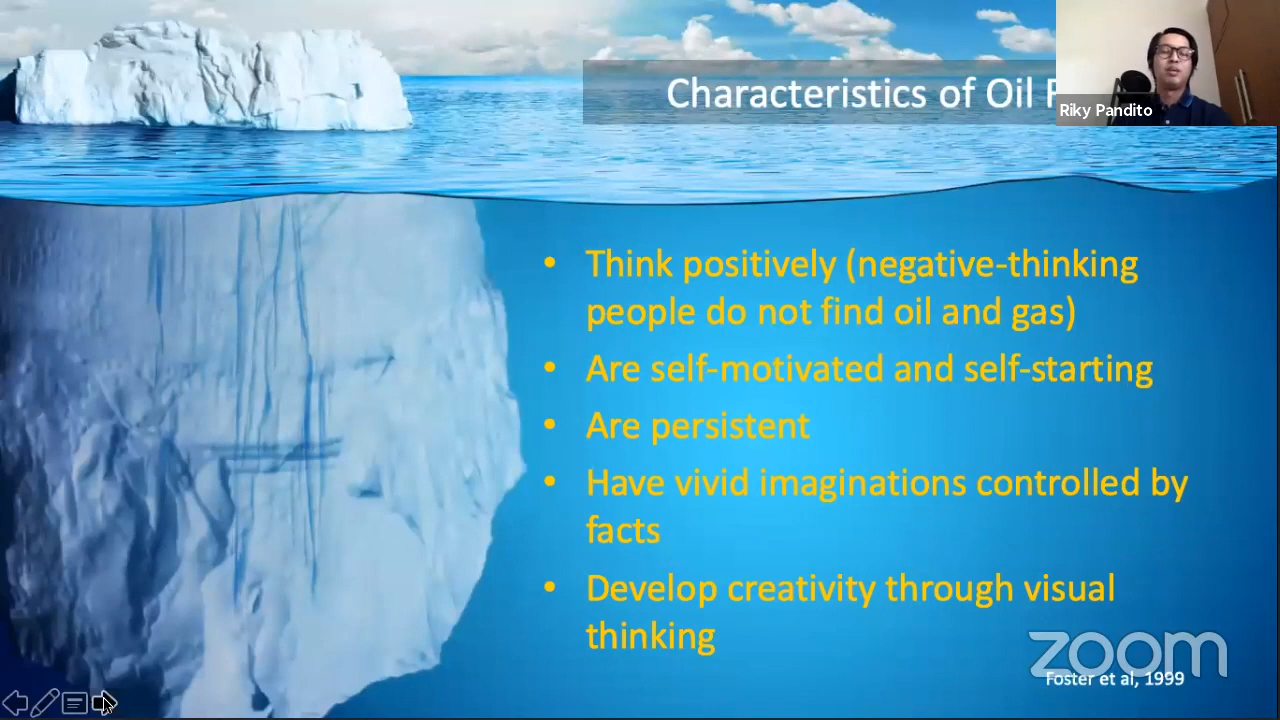 Characteristics of Oil F
Riky Pandito
• Think positively (negative-thinking
people do not find oil and gas)
• Are self-motivated and self-starting
• Are persistent
• Have vivid imaginations controlled by
facts
• Develop creativity through visual
thinking
zoom
Foster et al, 1999